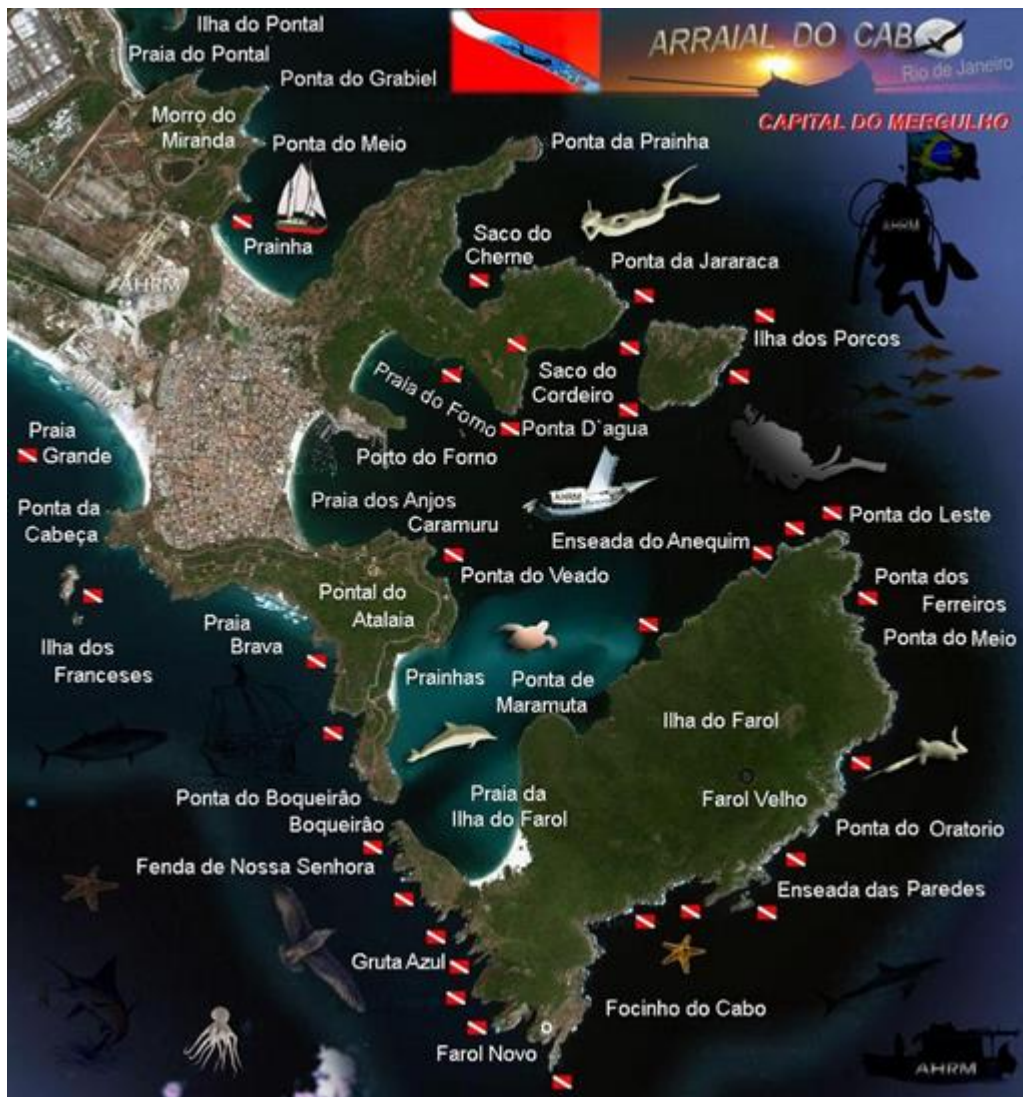 Ilha do Pontal
Praia do Pontal
Ponta do Grabiel
ARRAIAL DO CABO
Rio de Janeiro
CAPITAL DO MERGULHO
Morro do
Miranda
Ponta do Meio
Ponta da Prainha
Prainha
Saco do
Cherne
Ponta da Jararaca
AHRM
AHRM
Ilha dos Porcos
Praia do Forno
Saco do
Cordeiro
Ponta D`agua
Porto do Forno
Praia
Grande
Praia dos Anjos
Caramuru
AHRM
Ponta da
Cabeça
Enseada do Anequim
Ponta do Leste
Ponta do Veado
Ponta dos
Ferreiros
Pontal do
Atalaia
Ponta do Meio
Praia
Brava
Ilha dos
Franceses
Prainhas
Ponta de
Maramuta
Ilha do Farol
Farol Velho
Ponta do Boqueirâo
Boqueirâo
Praia da
Ilha do Farol
Ponta do Oratorio
Fenda de Nossa Senhora
Enseada das Paredes
Gruta Azul
Focinho do Cabo
Farol Novo
AHRM